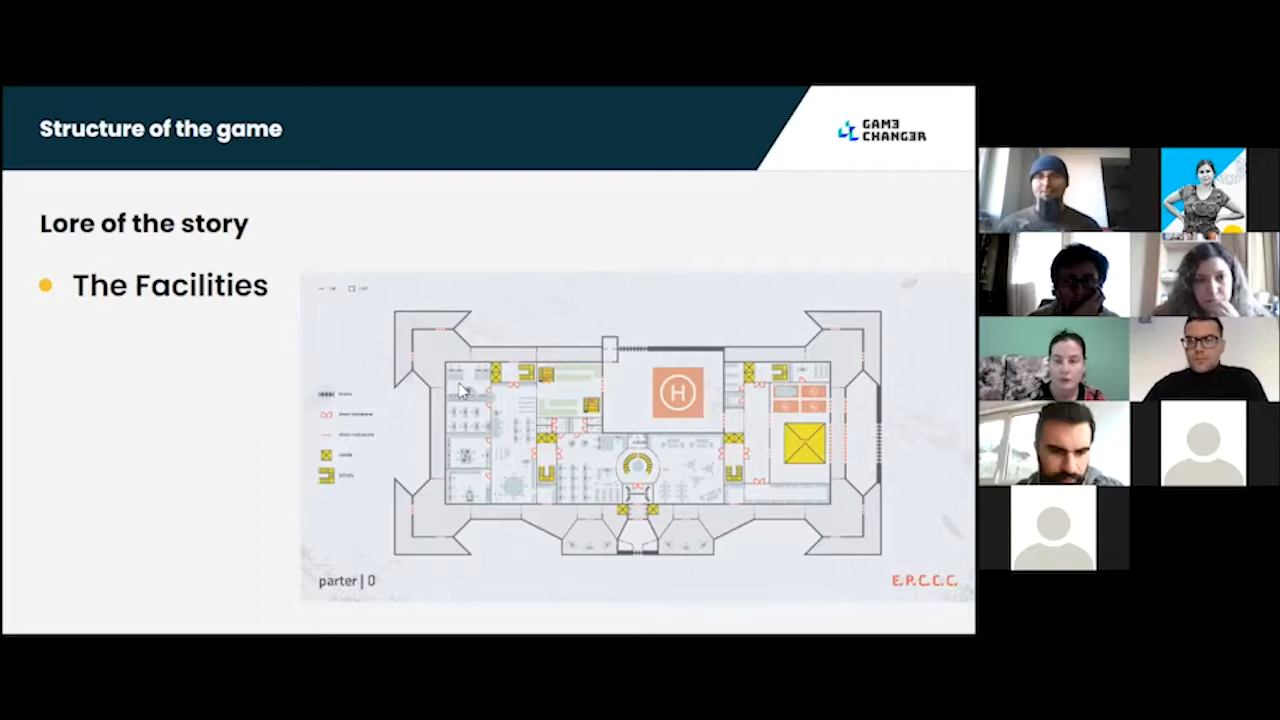 Structure of the game
GAM3
CHANG3R
Lore of the story
The Facilities
H
parter | 0
E.P.C.C.C.